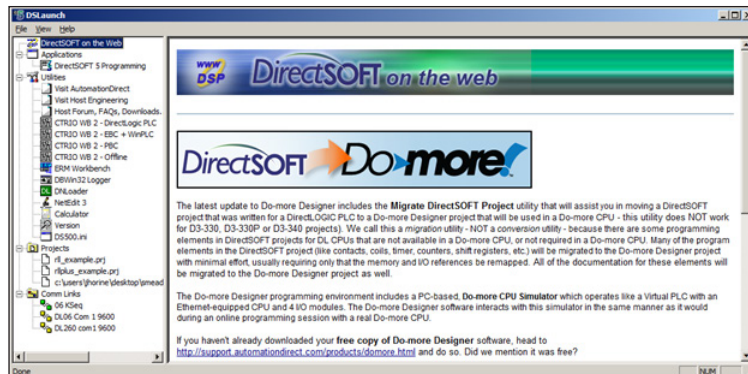 DSLaunch
File View Help
DirectSOFT on the Web
Applications
DirectSOFT 5 Programming
Utilities
Visit AutomationDirect
Visit Host Engineering
Host Forum, FAQs, Downloads.
CTRIO WB 2 - DirectLogic PLC
CTRIO WB 2 - EBC + WinPLC
CTRIO WB 2 - PBC
CTRIO WB 2 - Offline
ERM Workbench
DBWin32 Logger
DL DNLoader
NetEdit 3
Calculator
Version
DS500.ini
Projects
rll_example.prj
rllplus_example.prj
c:\users\jhorine\desktop\smead
Comm Links
06 KSeq
DL06 Com 1 9600
DL260 com1 9600
www
DSP DirectSOFT on the web
DirectSOFT Do-more!
The latest update to Do-more Designer includes the Migrate DirectSOFT Project utility that will assist you in moving a DirectSOFT
project that was written for a DirectLOGIC PLC to a Do-more Designer project that will be used in a Do-more CPU - this utility does NOT work
for D3-330, D3-330P or D3-340 projects). We call this a migration utility - NOT a conversion utility - because there are some programming
elements in DirectSOFT projects for DL CPUs that are not available in a Do-more CPU, or not required in a Do-more CPU. Many of the program
elements in the DirectSOFT project (like contacts, coils, timer, counters, shift registers, etc.) will be migrated to the Do-more Designer project
with minimal effort, usually requiring only that the memory and I/O references be remapped. All of the documentation for these elements will
be migrated to the Do-more Designer project as well.
The Do-more Designer programming environment includes a PC-based, Do-more CPU Simulator which operates like a Virtual PLC with an
Ethernet-equipped CPU and 4 I/O modules. The Do-more Designer software interacts with this simulator in the same manner as it would
during an online programming session with a real Do-more CPU.
If you haven't already downloaded your free copy of Do-more Designer software, head to
http://support.automationdirect.com/products/domore.html and do so. Did we mention it was free?
Done
NUM